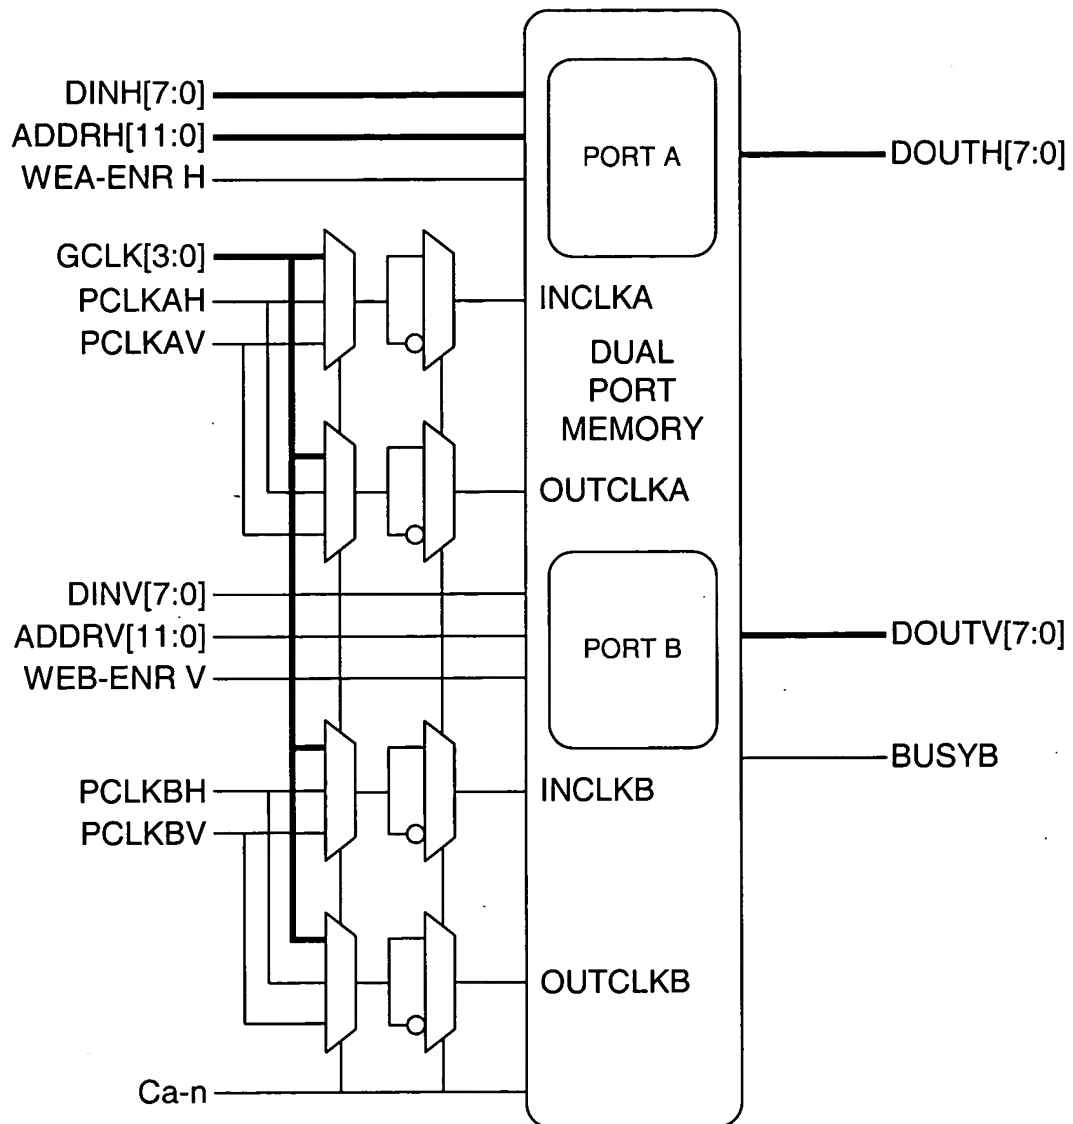 DINH[7:0]
ADDRH[11:0]
WEA-ENR H
PORT A
DOUTH[7:0]
GCLK[3:0]
PCLKAH
PCLKAV
INCLKA
DUAL
PORT
MEMORY
OUTCLKA
DINV[7:0]
ADDRV[11:0]
WEB-ENR V
PORT B
DOUTV[7:0]
BUSYB
PCLKBH
PCLKBV
INCLKB
OUTCLKB
Ca-n